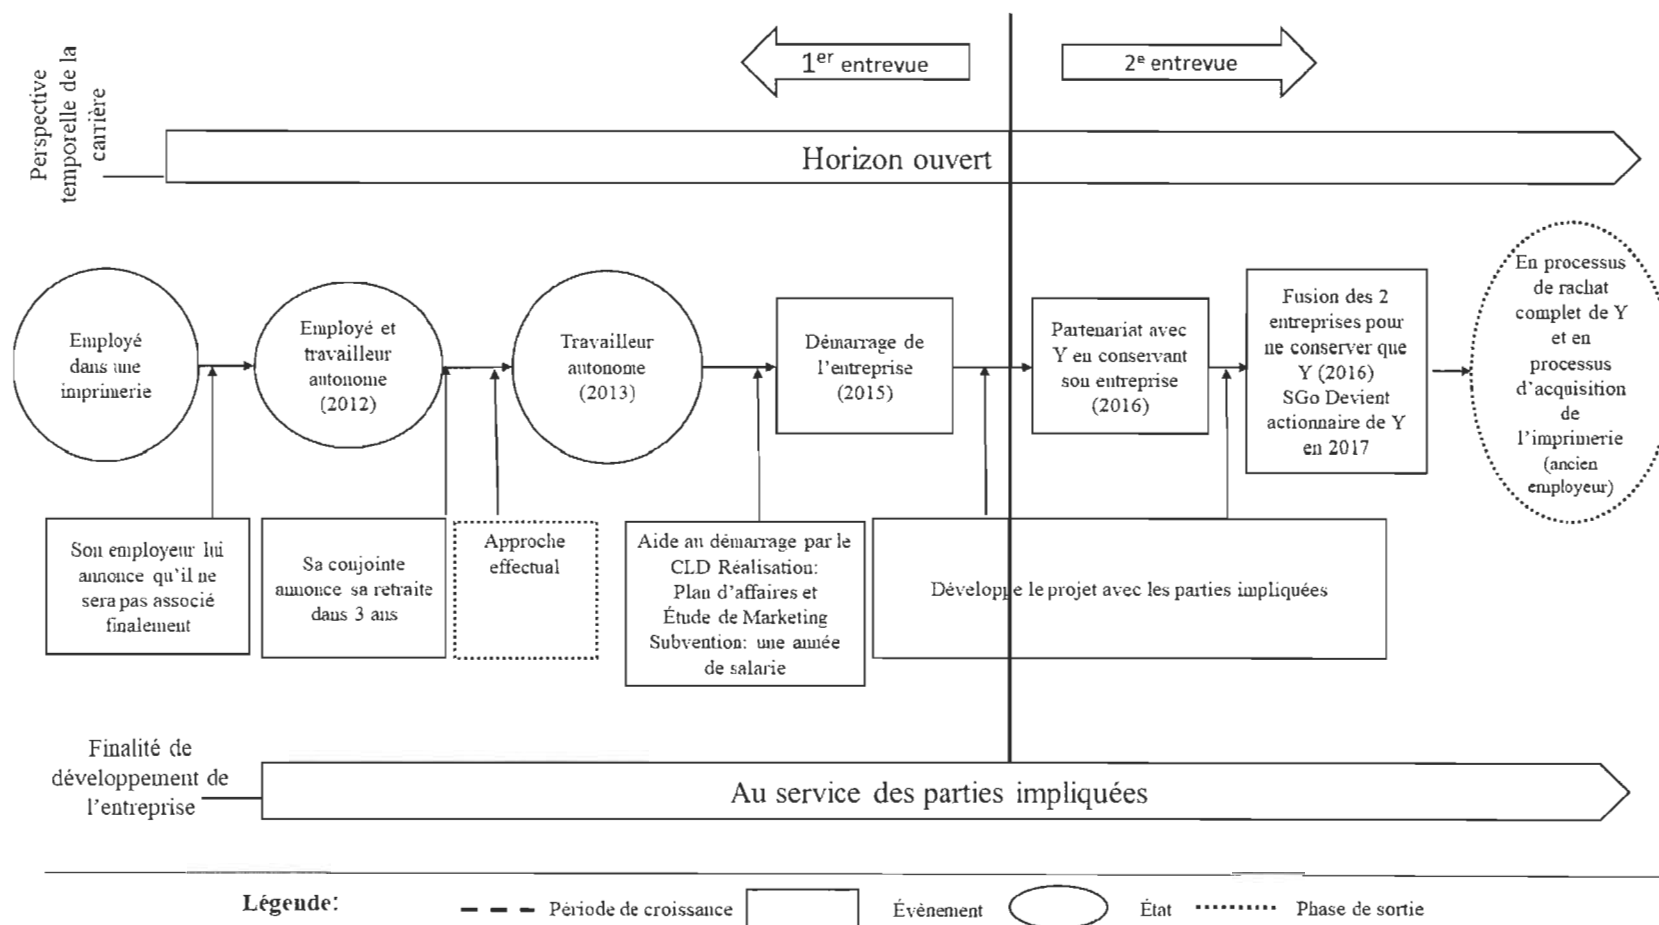 1er entrevue
2e entrevue
Perspective
temporelle de la
carrière
Horizon ouvert
Employé
dans une
imprimerie
Employé et
travailleur
autonome
(2012)
Travailleur
autonome
(2013)
Démarrage de
l'entreprise
(2015)
Partenariat avec
Y en conservant
son entreprise
(2016)
Fusion des 2
entreprises pour
ne conserver que
Y (2016)
SGo Devient
actionnaire de Y
en 2017
En processus
de rachat
complet de Y
et en
processus
d'acquisition
de
l'imprimerie
(ancien
employeur)
Son employeur lui
annonce qu'il ne
sera pas associé
finalement
Sa conjointe
annonce sa retraite
dans 3 ans
Approche
effectual
Aide au démarrage par le
CLD Réalisation:
Plan d'affaires et
Étude de Marketing
Subvention: une année
de salarie
Développe le projet avec les parties impliquées
Finalité de
développement de
l'entreprise
Au service des parties impliquées
Légende:
Période de croissance
Évènement
État
Phase de sortie